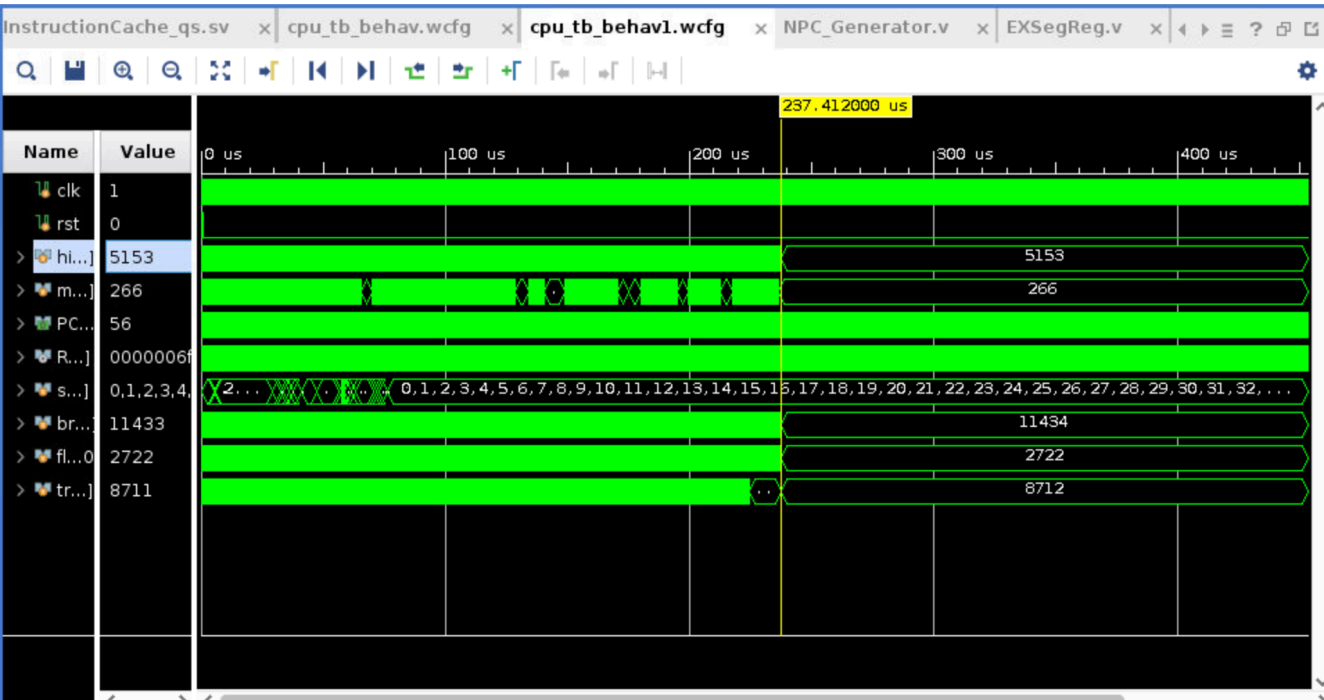 InstructionCache_qs.sv × cpu_tb_behav.wcfg × cpu_tb_behav1.wcfg × NPC_Generator.v × EXSegReg.v ×
237.412000 us
Name Value 0 us 100 us 200 us 300 us 400 us
clk 1
rst 0
hi...] 5153 5153
m...] 266 266
PC... 56
R...] 0000006f
s...] 0,1,2,3,4, 2... 0,1,2,3,4,5,6,7,8,9,10,11,12,13,14,15,16,17,18,19,20,21,22,23,24,25,26,27,28,29,30,31,32,...
br...] 11433 11434
fl...0 2722 2722
tr...] 8711 .. 8712